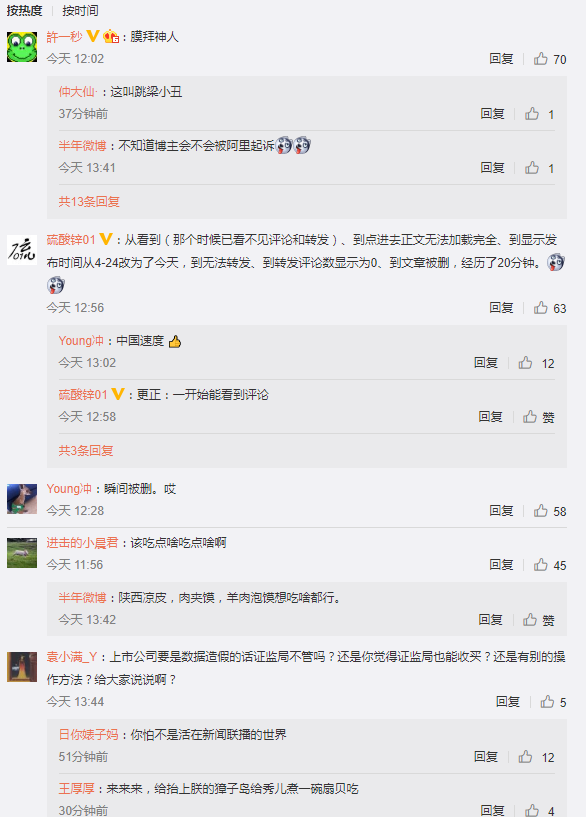 按热度 按时间
許一秒：膜拜神人
今天 12:02 回复 70
仲大仙·：这叫跳梁小丑
37分钟前 回复 1
半年微博：不知道博主会不会被阿里起诉
今天 13:41 回复 1
共13条回复
硫酸锌01：从看到（那个时候已看不见评论和转发）、到点进去正文无法加载完全、到显示发
布时间从4-24改为了今天，到无法转发、到转发评论数显示为0、到文章被删，经历了20分钟。
今天 12:56 回复 63
Young冲：中国速度
今天 13:02 回复 12
硫酸锌01：更正：一开始能看到评论
今天 12:58 回复 赞
共3条回复
Young冲：瞬间被删。哎
今天 12:28 回复 58
进击的小晨君：该吃点啥吃点啥啊
今天 11:56 回复 45
半年微博：陕西凉皮，肉夹馍，羊肉泡馍想吃啥都行。
今天 13:42 回复 赞
袁小满_Y：上市公司要是数据造假的话证监局不管吗？还是你觉得证监局也能收买？还是有别的操
作方法？给大家说说啊？
今天 13:44 回复 5
日你婊子妈：你怕不是活在新闻联播的世界
51分钟前 回复 12
王厚厚：来来来，给抬上朕的獐子岛给秀儿煮一碗扇贝吃
30分钟前 回复 4